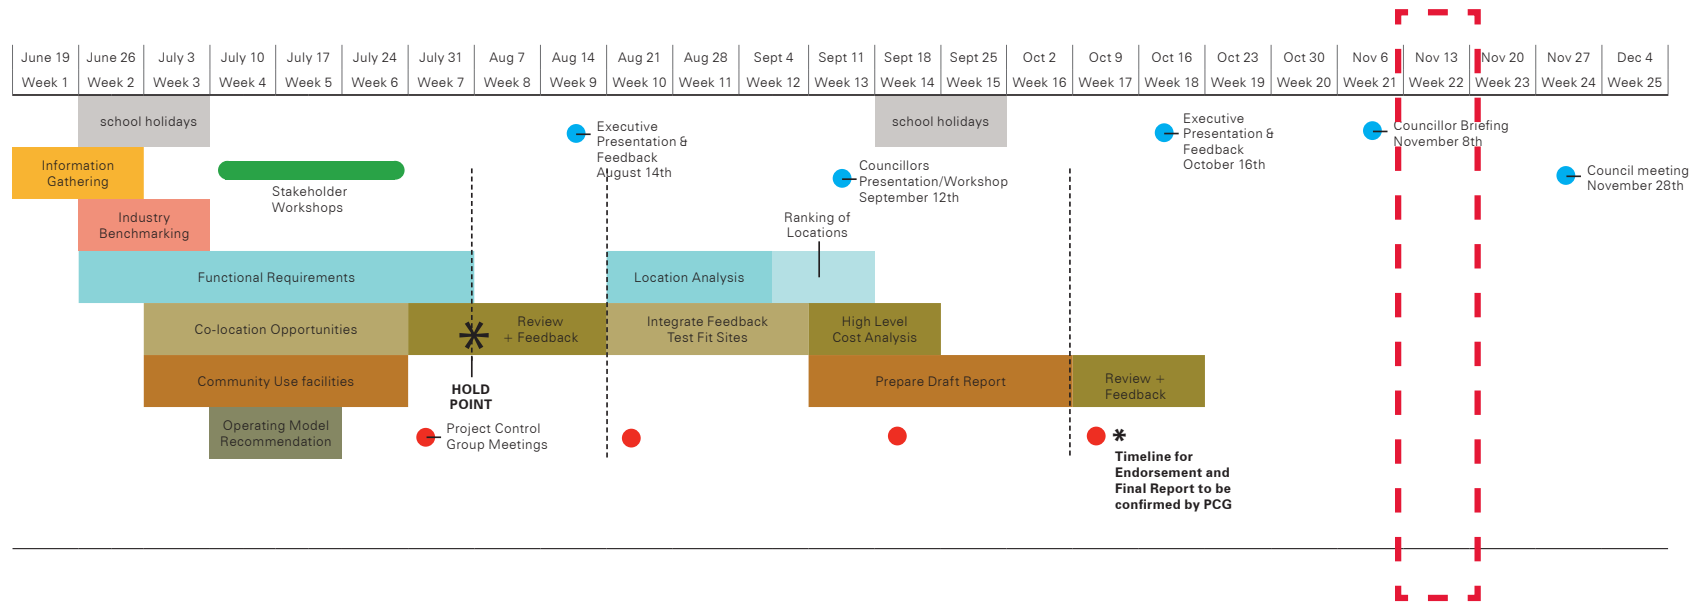 June 19 June 26 July 3 July 10 July 17 July 24 July 31 Aug 7 Aug 14 Aug 21 Aug 28 Sept 4 Sept 11 Sept 18 Sept 25 Oct 2 Oct 9 Oct 16 Oct 23 Oct 30 Nov 6 Nov 13 Nov 20 Nov 27 Dec 4
Week 1 Week 2 Week 3 Week 4 Week 5 Week 6 Week 7 Week 8 Week 9 Week 10 Week 11 Week 12 Week 13 Week 14 Week 15 Week 16 Week 17 Week 18 Week 19 Week 20 Week 21 Week 22 Week 23 Week 24 Week 25
school holidays
Executive
Presentation &
Feedback
August 14th
school holidays
Executive
Presentation &
Feedback
October 16th
Councillor Briefing
November 8th
Information
Gathering
Stakeholder
Workshops
Councillors
Presentation/Workshop
September 12th
Council meeting
November 28th
Industry
Benchmarking
Ranking of
Locations
Functional Requirements
Location Analysis
Co-location Opportunities
* Review
+ Feedback
Integrate Feedback
Test Fit Sites
High Level
Cost Analysis
Community Use facilities
HOLD
POINT
Prepare Draft Report
Review +
Feedback
Operating Model
Recommendation
Project Control
Group Meetings
*
Timeline for
Endorsement and
Final Report to be
confirmed by PCG